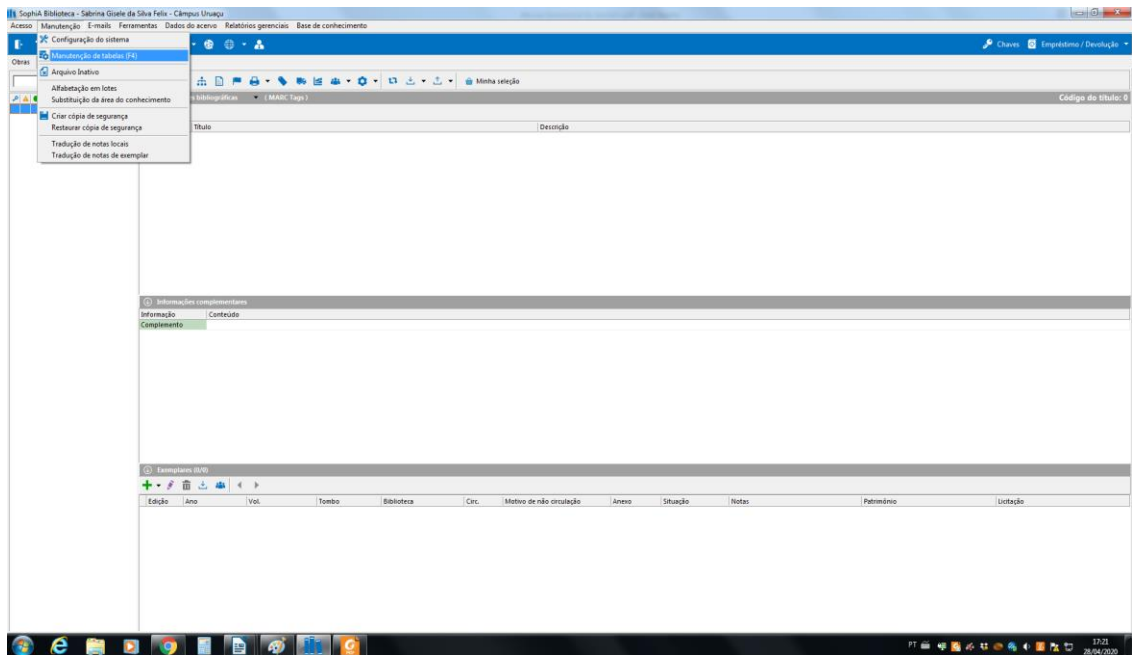 SophiA Biblioteca - Sabrina Gisele da Silva Felix - Câmpus Uruaçu
Acesso Manutenção E-mails Ferramentas Dados do acervo Relatórios gerenciais Base de conhecimento
Configuração do sistema
Manutenção de tabelas (F4)
Arquivo Inativo
Alfabetação em lotes
Substituição da área do conhecimento
Criar cópia de segurança
Restaurar cópia de segurança
Tradução de notas locais
Tradução de notas de exemplar
Chaves Empréstimo / Devolução
Obras
Minha seleção
bibliográficas ( MARC Tags ) Código do título: 0
Título Descrição
Informações complementares
Informação Conteúdo
Complemento
Exemplares (0/0)
Edição Ano Vol. Tombo Biblioteca Circ. Motivo de não circulação Anexo Situação Notas Patrimônio Licitação
PT 17:21
28/04/2020